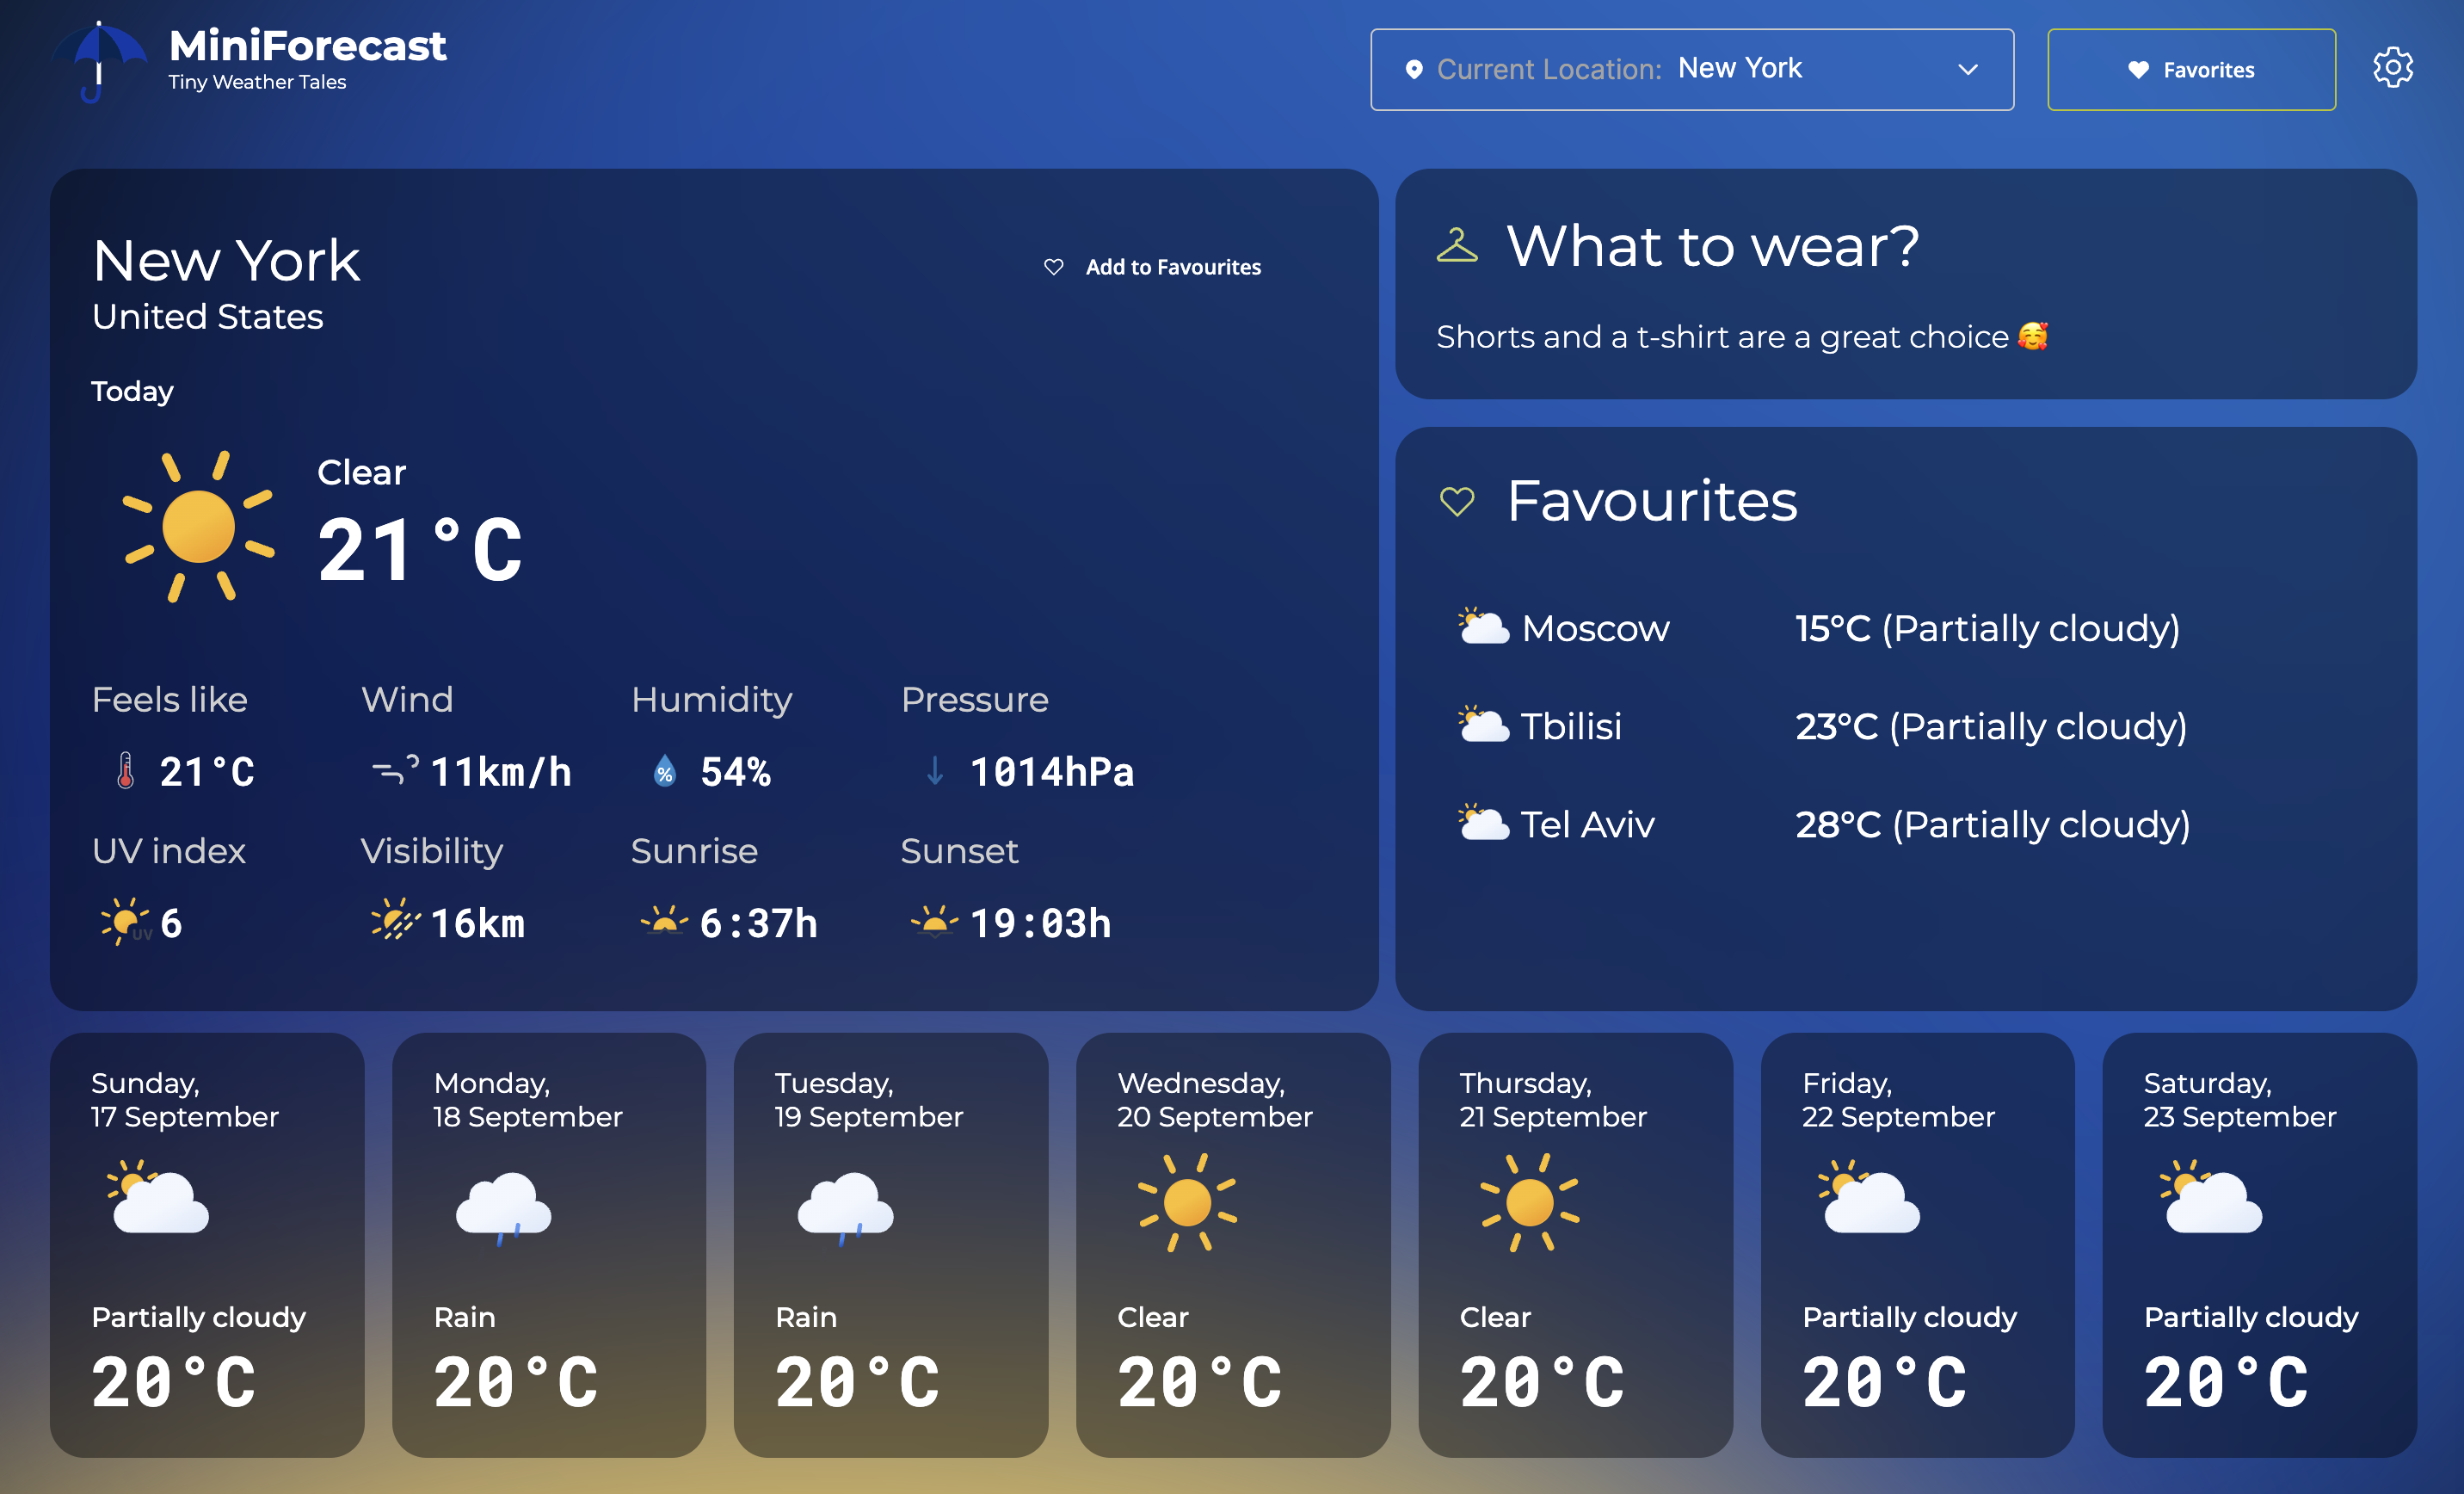 MiniForecast
Tiny Weather Tales
Current Location: New York
Favorites
New York
United States
Add to Favourites
Today
Clear
21°C
Feels like
21°C
Wind
11km/h
Humidity
%
54%
Pressure
1014hPa
UV index
UV
6
Visibility
16km
Sunrise
6:37h
Sunset
19:03h
What to wear?
Shorts and a t-shirt are a great choice 🥰
Favourites
Moscow 15°C (Partially cloudy)
Tbilisi 23°C (Partially cloudy)
Tel Aviv 28°C (Partially cloudy)
Sunday,
17 September
Partially cloudy
20°C
Monday,
18 September
Rain
20°C
Tuesday,
19 September
Rain
20°C
Wednesday,
20 September
Clear
20°C
Thursday,
21 September
Clear
20°C
Friday,
22 September
Partially cloudy
20°C
Saturday,
23 September
Partially cloudy
20°C